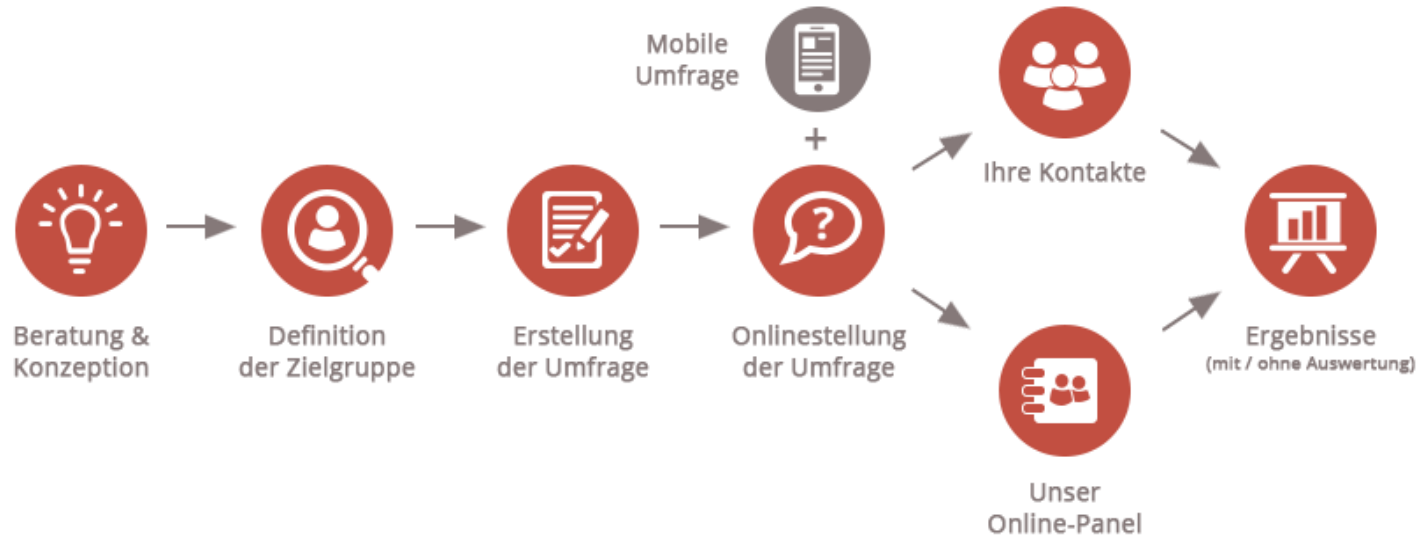 Mobile
Umfrage
+
Ihre Kontakte
?
Beratung &
Konzeption
Definition
der Zielgruppe
Erstellung
der Umfrage
Onlinestellung
der Umfrage
Ergebnisse
(mit / ohne Auswertung)
Unser
Online-Panel